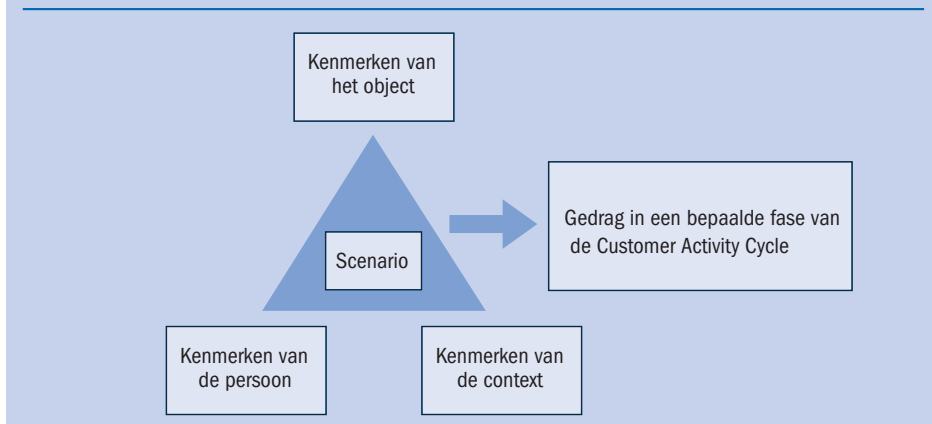 Kenmerken van
het object
Gedrag in een bepaalde fase van
de Customer Activity Cycle
Scenario
Kenmerken van
de persoon
Kenmerken van
de context